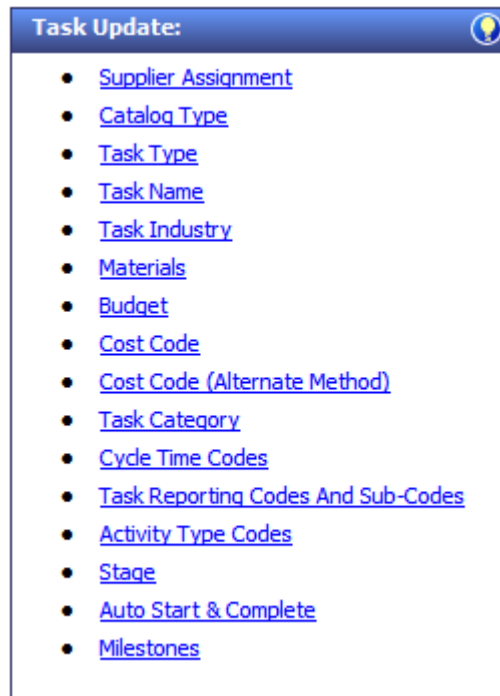 Task Update:
Supplier Assignment
Catalog Type
Task Type
Task Name
Task Industry
Materials
Budget
Cost Code
Cost Code (Alternate Method)
Task Category
Cycle Time Codes
Task Reporting Codes And Sub-Codes
Activity Type Codes
Stage
Auto Start & Complete
Milestones